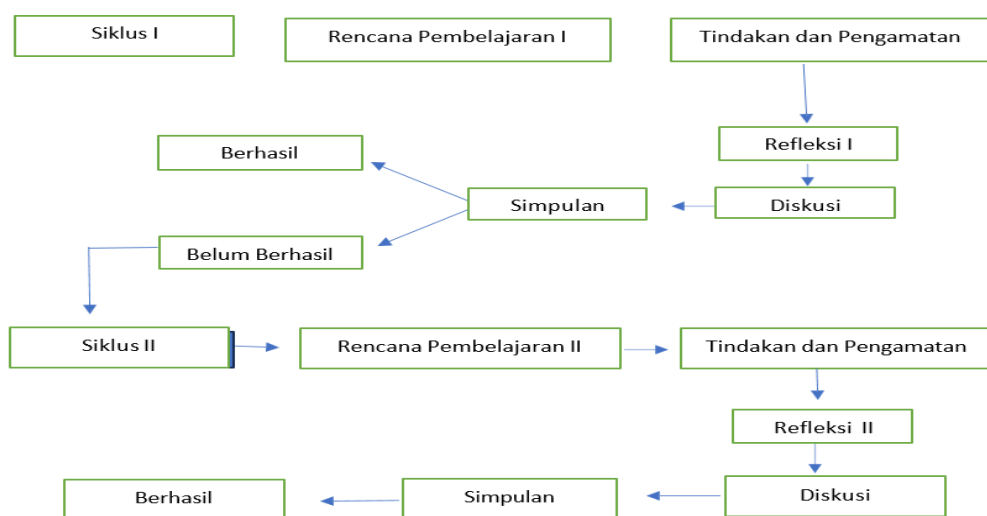 Siklus I
Rencana Pembelajaran I
Tindakan dan Pengamatan
Refleksi I
Diskusi
Simpulan
Berhasil
Belum Berhasil
Siklus II
Rencana Pembelajaran II
Tindakan dan Pengamatan
Refleksi II
Diskusi
Simpulan
Berhasil